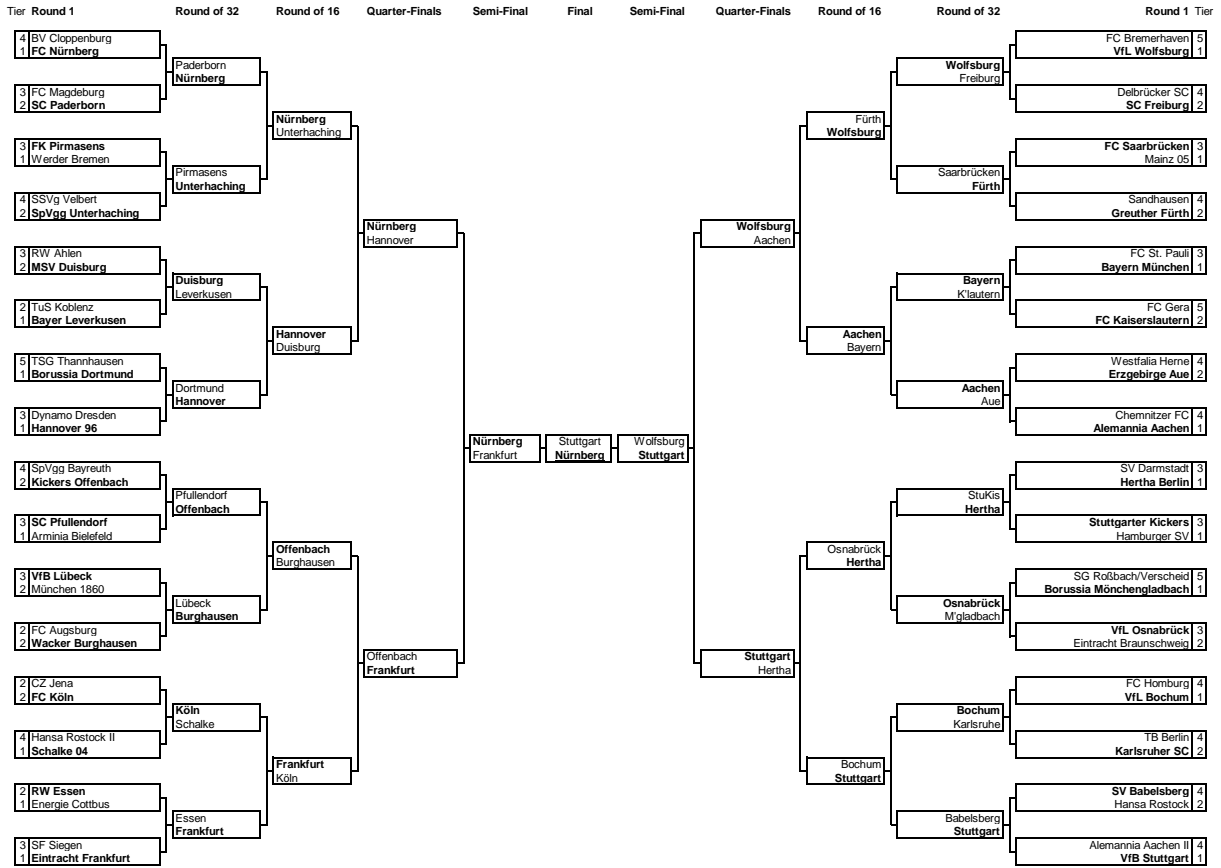 Tier Round 1 Round of 32 Round of 16 Quarter-Finals Semi-Final Final Semi-Final Quarter-Finals Round of 16 Round of 32 Round 1 Tier
4 BV Cloppenburg
1 FC Nürnberg
3 FC Magdeburg
2 SC Paderborn
3 FK Pirmasens
1 Werder Bremen
4 SSVg Velbert
2 SpVgg Unterhaching
3 RW Ahlen
2 MSV Duisburg
2 TuS Koblenz
1 Bayer Leverkusen
5 TSG Thannhausen
1 Borussia Dortmund
3 Dynamo Dresden
1 Hannover 96
4 SpVgg Bayreuth
2 Kickers Offenbach
3 SC Pfullendorf
1 Arminia Bielefeld
3 VfB Lübeck
2 München 1860
2 FC Augsburg
2 Wacker Burghausen
2 CZ Jena
2 FC Köln
4 Hansa Rostock II
1 Schalke 04
2 RW Essen
1 Energie Cottbus
3 SF Siegen
1 Eintracht Frankfurt
Paderborn
Nürnberg
Pirmasens
Unterhaching
Duisburg
Leverkusen
Dortmund
Hannover
Pfullendorf
Offenbach
Lübeck
Burghausen
Köln
Schalke
Essen
Frankfurt
Nürnberg
Unterhaching
Hannover
Duisburg
Offenbach
Burghausen
Frankfurt
Köln
Nürnberg
Hannover
Offenbach
Frankfurt
Nürnberg
Frankfurt
Stuttgart
Nürnberg
Wolfsburg
Stuttgart
Wolfsburg
Aachen
Stuttgart
Hertha
Fürth
Wolfsburg
Aachen
Bayern
Osnabrück
Hertha
Bochum
Stuttgart
Wolfsburg
Freiburg
Saarbrücken
Fürth
Bayern
K'lautern
Aachen
Aue
StuKis
Hertha
Osnabrück
M'gladbach
Bochum
Karlsruhe
Babelsberg
Stuttgart
FC Bremerhaven 5
VfL Wolfsburg 1
Delbrücker SC 4
SC Freiburg 2
FC Saarbrücken 3
Mainz 05 1
Sandhausen 4
Greuther Fürth 2
FC St. Pauli 3
Bayern München 1
FC Gera 5
FC Kaiserslautern 2
Westfalia Herne 4
Erzgebirge Aue 2
Chemnitzer FC 4
Alemannia Aachen 1
SV Darmstadt 3
Hertha Berlin 1
Stuttgarter Kickers 3
Hamburger SV 1
SG Roßbach/Verscheid 5
Borussia Mönchengladbach 1
VfL Osnabrück 3
Eintracht Braunschweig 2
FC Homburg 4
VfL Bochum 1
TB Berlin 4
Karlsruher SC 2
SV Babelsberg 4
Hansa Rostock 2
Alemannia Aachen II 4
VfB Stuttgart 1